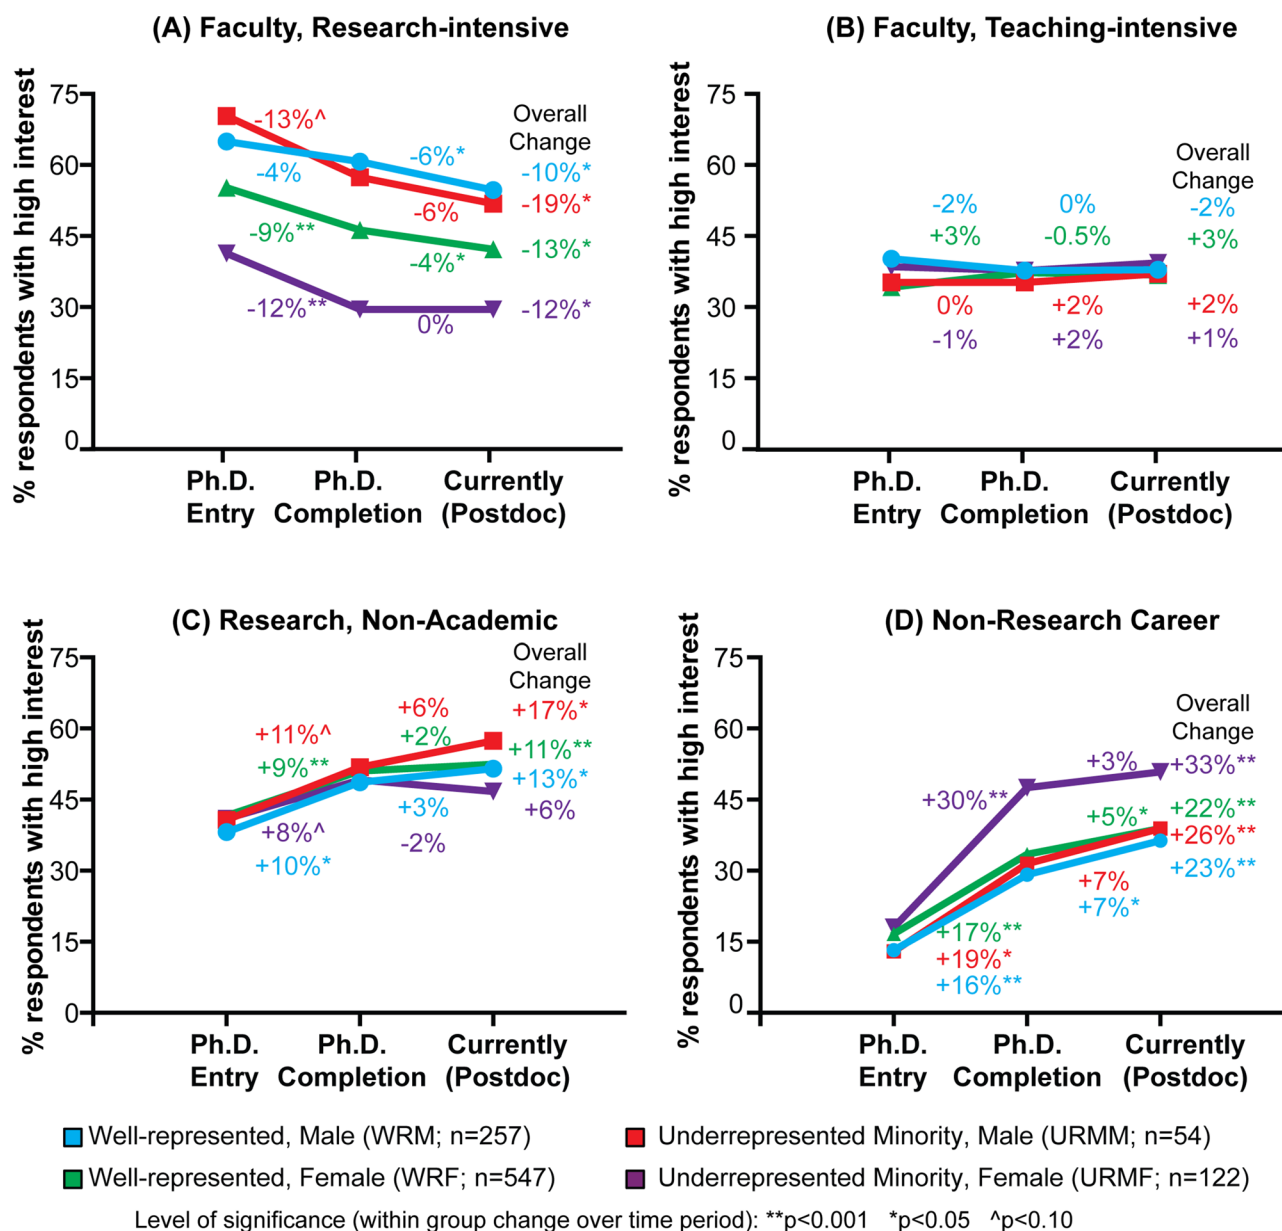 (A) Faculty, Research-intensive
% respondents with high interest
75
60
45
30
15
0
-13%^
-4%
-9%**
-12%**
-6%*
-6%
-4%*
0%
Overall
Change
-10%*
-19%*
-13%*
-12%*
Ph.D.
Entry
Ph.D.
Completion
Currently
(Postdoc)
(B) Faculty, Teaching-intensive
% respondents with high interest
75
60
45
30
15
0
-2%
+3%
0%
-1%
0%
-0.5%
+2%
+2%
Overall
Change
-2%
+3%
+2%
+1%
Ph.D.
Entry
Ph.D.
Completion
Currently
(Postdoc)
(C) Research, Non-Academic
% respondents with high interest
75
60
45
30
15
0
+11%^
+9%**
+8%^
+10%*
+6%
+2%
+3%
-2%
Overall
Change
+17%*
+11%**
+13%*
+6%
Ph.D.
Entry
Ph.D.
Completion
Currently
(Postdoc)
(D) Non-Research Career
% respondents with high interest
75
60
45
30
15
0
+30%**
+17%**
+19%*
+16%**
+3%
+5%*
+7%
+7%*
Overall
Change
+33%**
+22%**
+26%**
+23%**
Ph.D.
Entry
Ph.D.
Completion
Currently
(Postdoc)
Well-represented, Male (WRM; n=257)
Underrepresented Minority, Male (URMM; n=54)
Well-represented, Female (WRF; n=547)
Underrepresented Minority, Female (URMF; n=122)
Level of significance (within group change over time period): **p<0.001 *p<0.05 ^p<0.10